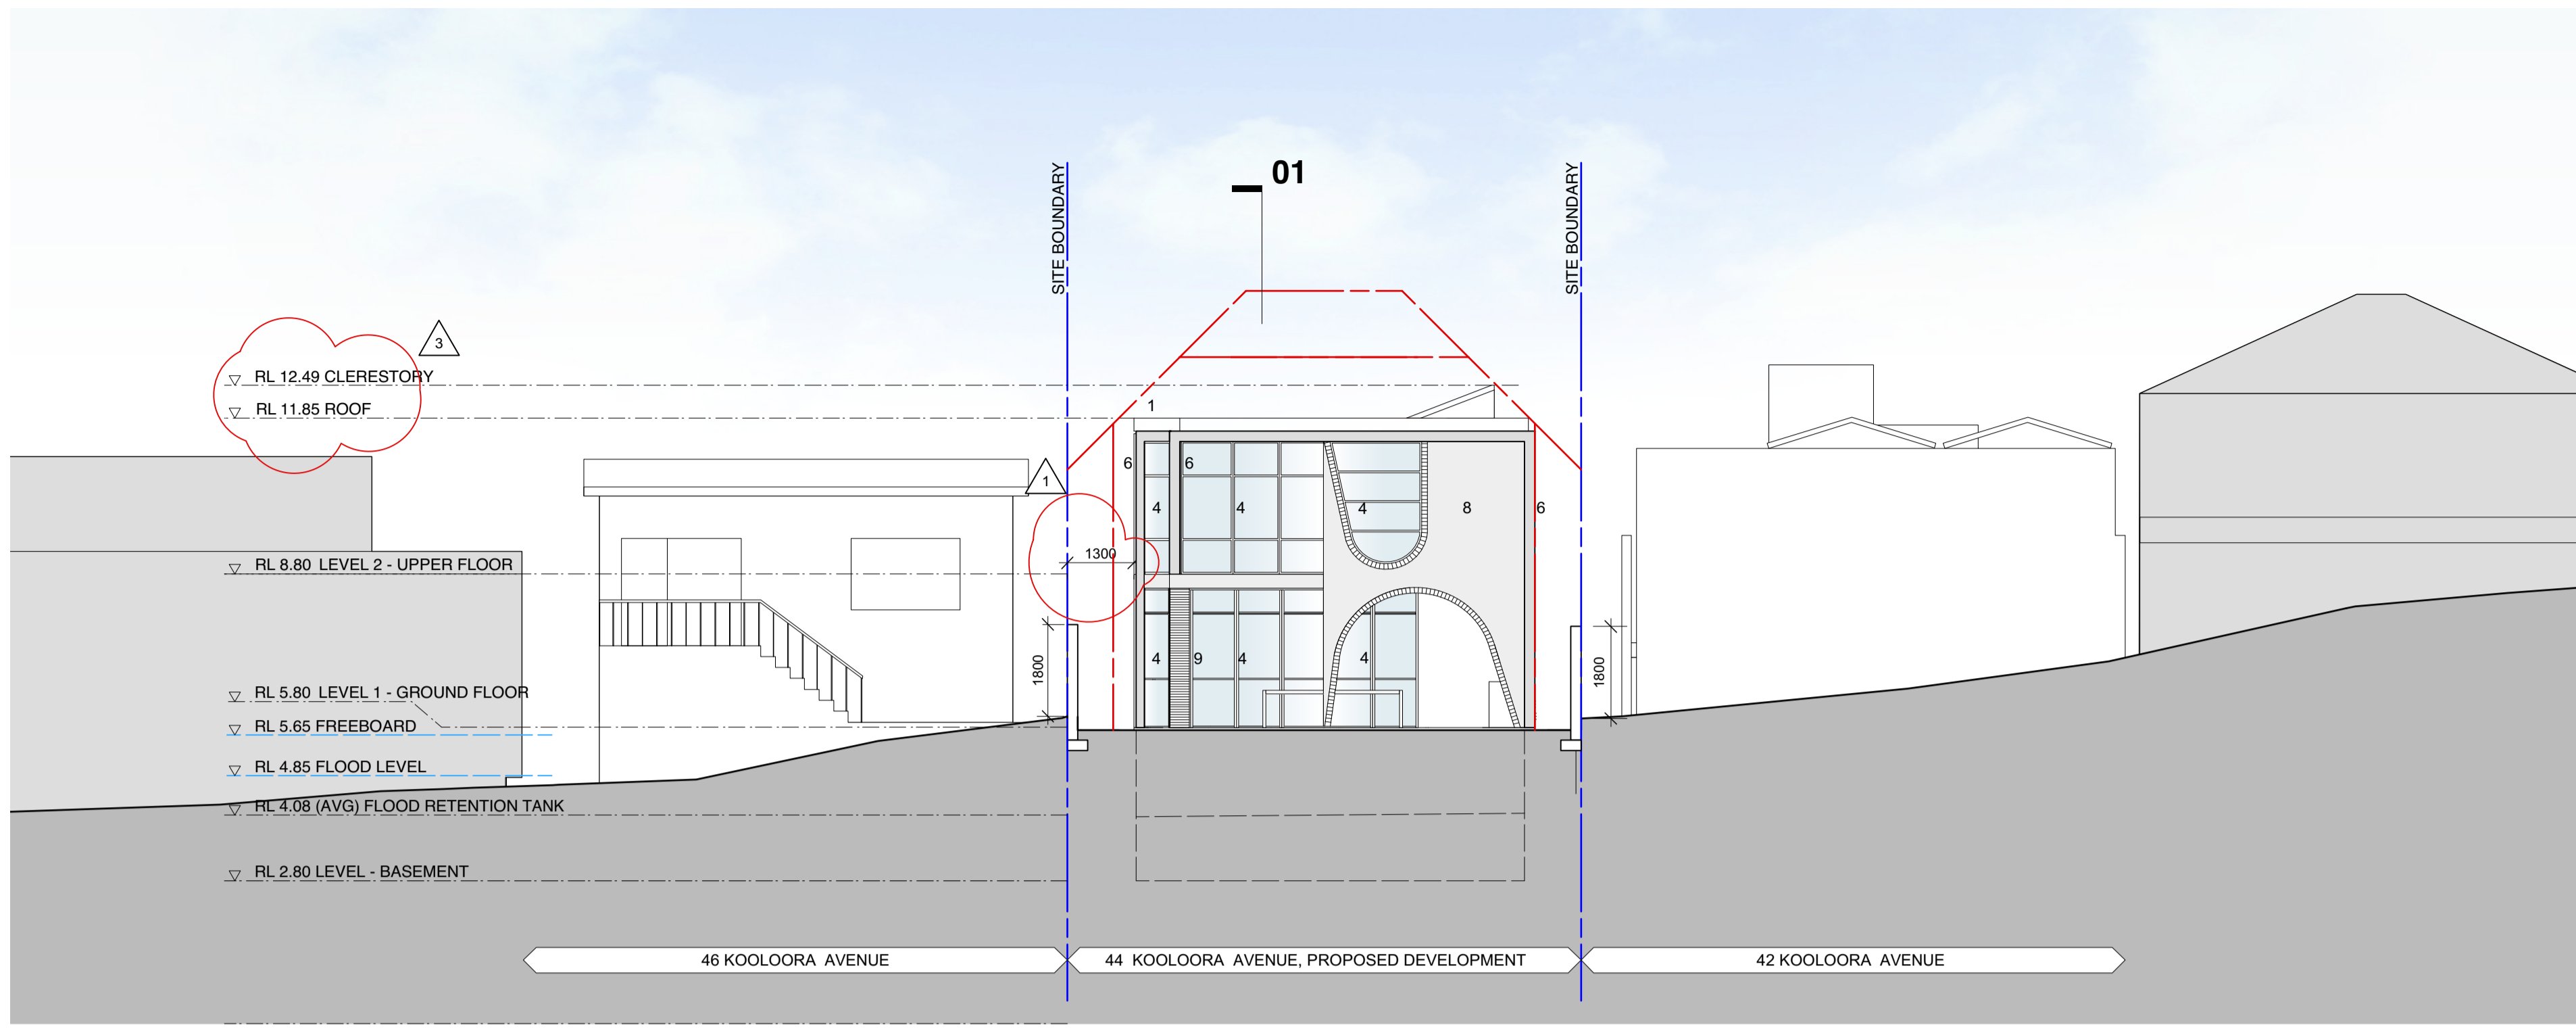 01
SITE BOUNDARY
SITE BOUNDARY
3
RL 12.49 CLERESTORY
RL 11.85 ROOF
1
6
6
1
4
4
4
8
6
1300
RL 8.80 LEVEL 2 - UPPER FLOOR
1800
4
9
4
4
1800
RL 5.80 LEVEL 1 - GROUND FLOOR
RL 5.65 FREEBOARD
RL 4.85 FLOOD LEVEL
RL 4.08 (AVG) FLOOD RETENTION TANK
RL 2.80 LEVEL - BASEMENT
46 KOOLOORA AVENUE
44 KOOLOORA AVENUE, PROPOSED DEVELOPMENT
42 KOOLOORA AVENUE